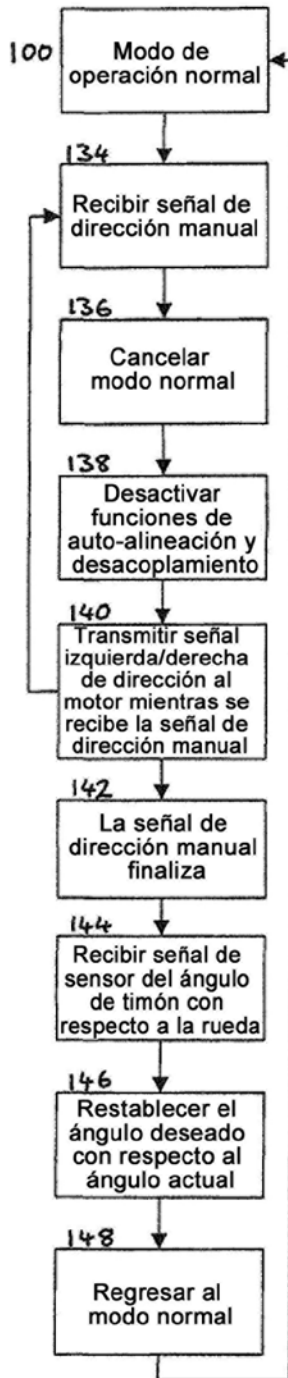 100
Modo de
operación normal
134
Recibir señal de
dirección manual
136
Cancelar
modo normal
138
Desactivar
funciones de
auto-alineación y
desacoplamiento
140
Transmitir señal
izquierda/derecha
de dirección al
motor mientras se
recibe la señal de
dirección manual
142
La señal de
dirección manual
finaliza
144
Recibir señal de
sensor del ángulo
de timón con
respecto a la rueda
146
Restablecer el
ángulo deseado
con respecto al
ángulo actual
148
Regresar al
modo normal